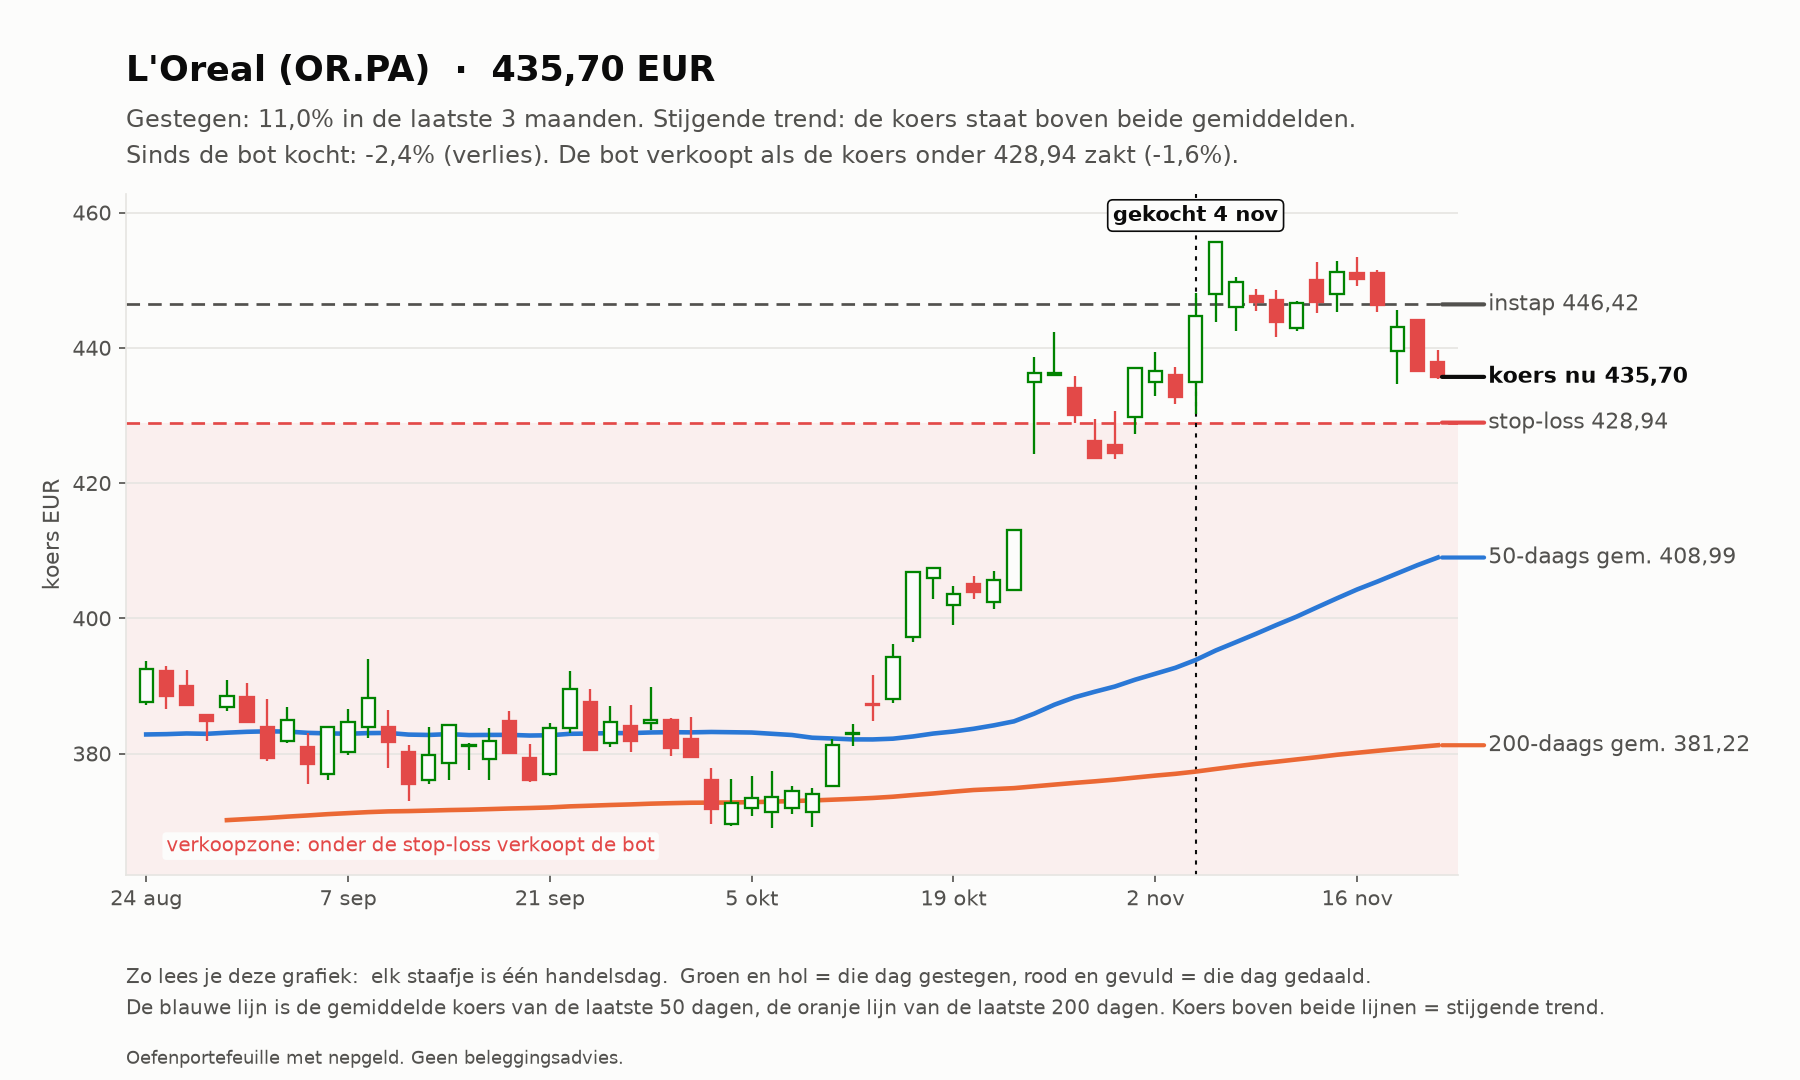 L'Oreal (OR.PA) · 435,70 EUR
Gestegen: 11,0% in de laatste 3 maanden. Stijgende trend: de koers staat boven beide gemiddelden.
Sinds de bot kocht: -2,4% (verlies). De bot verkoopt als de koers onder 428,94 zakt (-1,6%).
gekocht 4 nov
460
440
420
400
380
koers EUR
instap 446,42
koers nu 435,70
stop-loss 428,94
50-daags gem. 408,99
200-daags gem. 381,22
verkoopzone: onder de stop-loss verkoopt de bot
24 aug
7 sep
21 sep
5 okt
19 okt
2 nov
16 nov
Zo lees je deze grafiek: elk staafje is één handelsdag. Groen en hol = die dag gestegen, rood en gevuld = die dag gedaald.
De blauwe lijn is de gemiddelde koers van de laatste 50 dagen, de oranje lijn van de laatste 200 dagen. Koers boven beide lijnen = stijgende trend.
Oefenportefeuille met nepgeld. Geen beleggingsadvies.